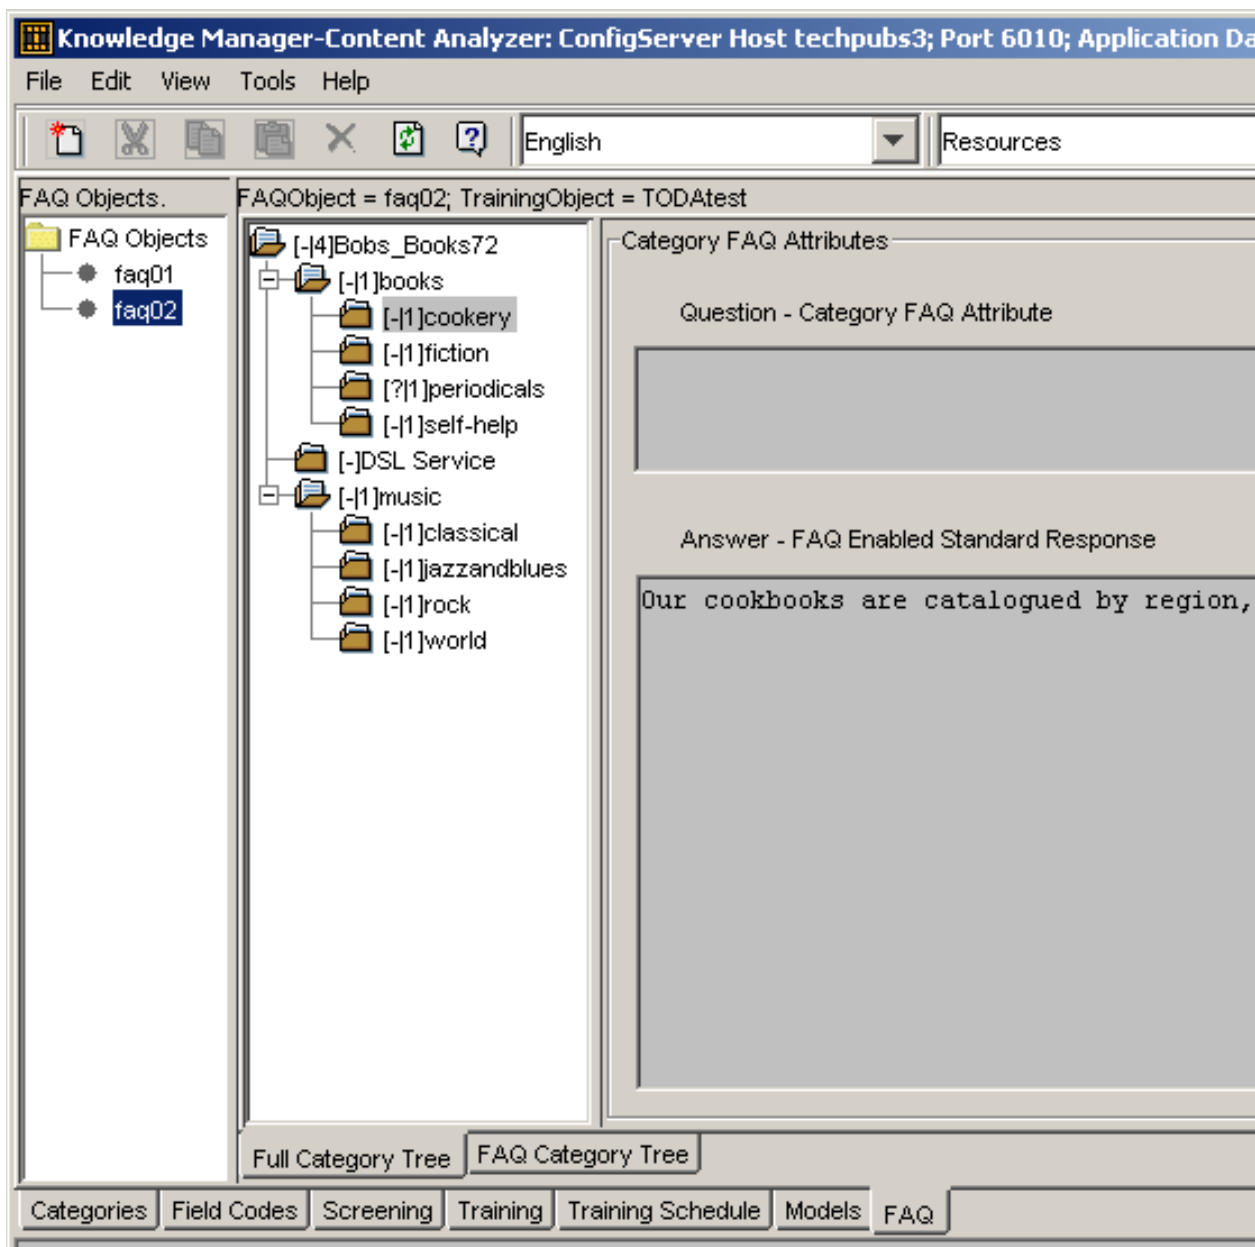 Knowledge Manager-Content Analyzer: ConfigServer Host techpubs3; Port 6010; Application Da
File Edit View Tools Help
English Resources
FAQ Objects. FAQObject = faq02; TrainingObject = TODAtest
FAQ Objects
faq01
faq02
[-|4]Bobs_Books72
[-|1]books
[-|1]cookery
[-|1]fiction
[?|1]periodicals
[-|1]self-help
[-]DSL Service
[-|1]music
[-|1]classical
[-|1]jazzandblues
[-|1]rock
[-|1]world
Category FAQ Attributes
Question - Category FAQ Attribute
Answer - FAQ Enabled Standard Response
Our cookbooks are catalogued by region,
Full Category Tree FAQ Category Tree
Categories Field Codes Screening Training Training Schedule Models FAQ